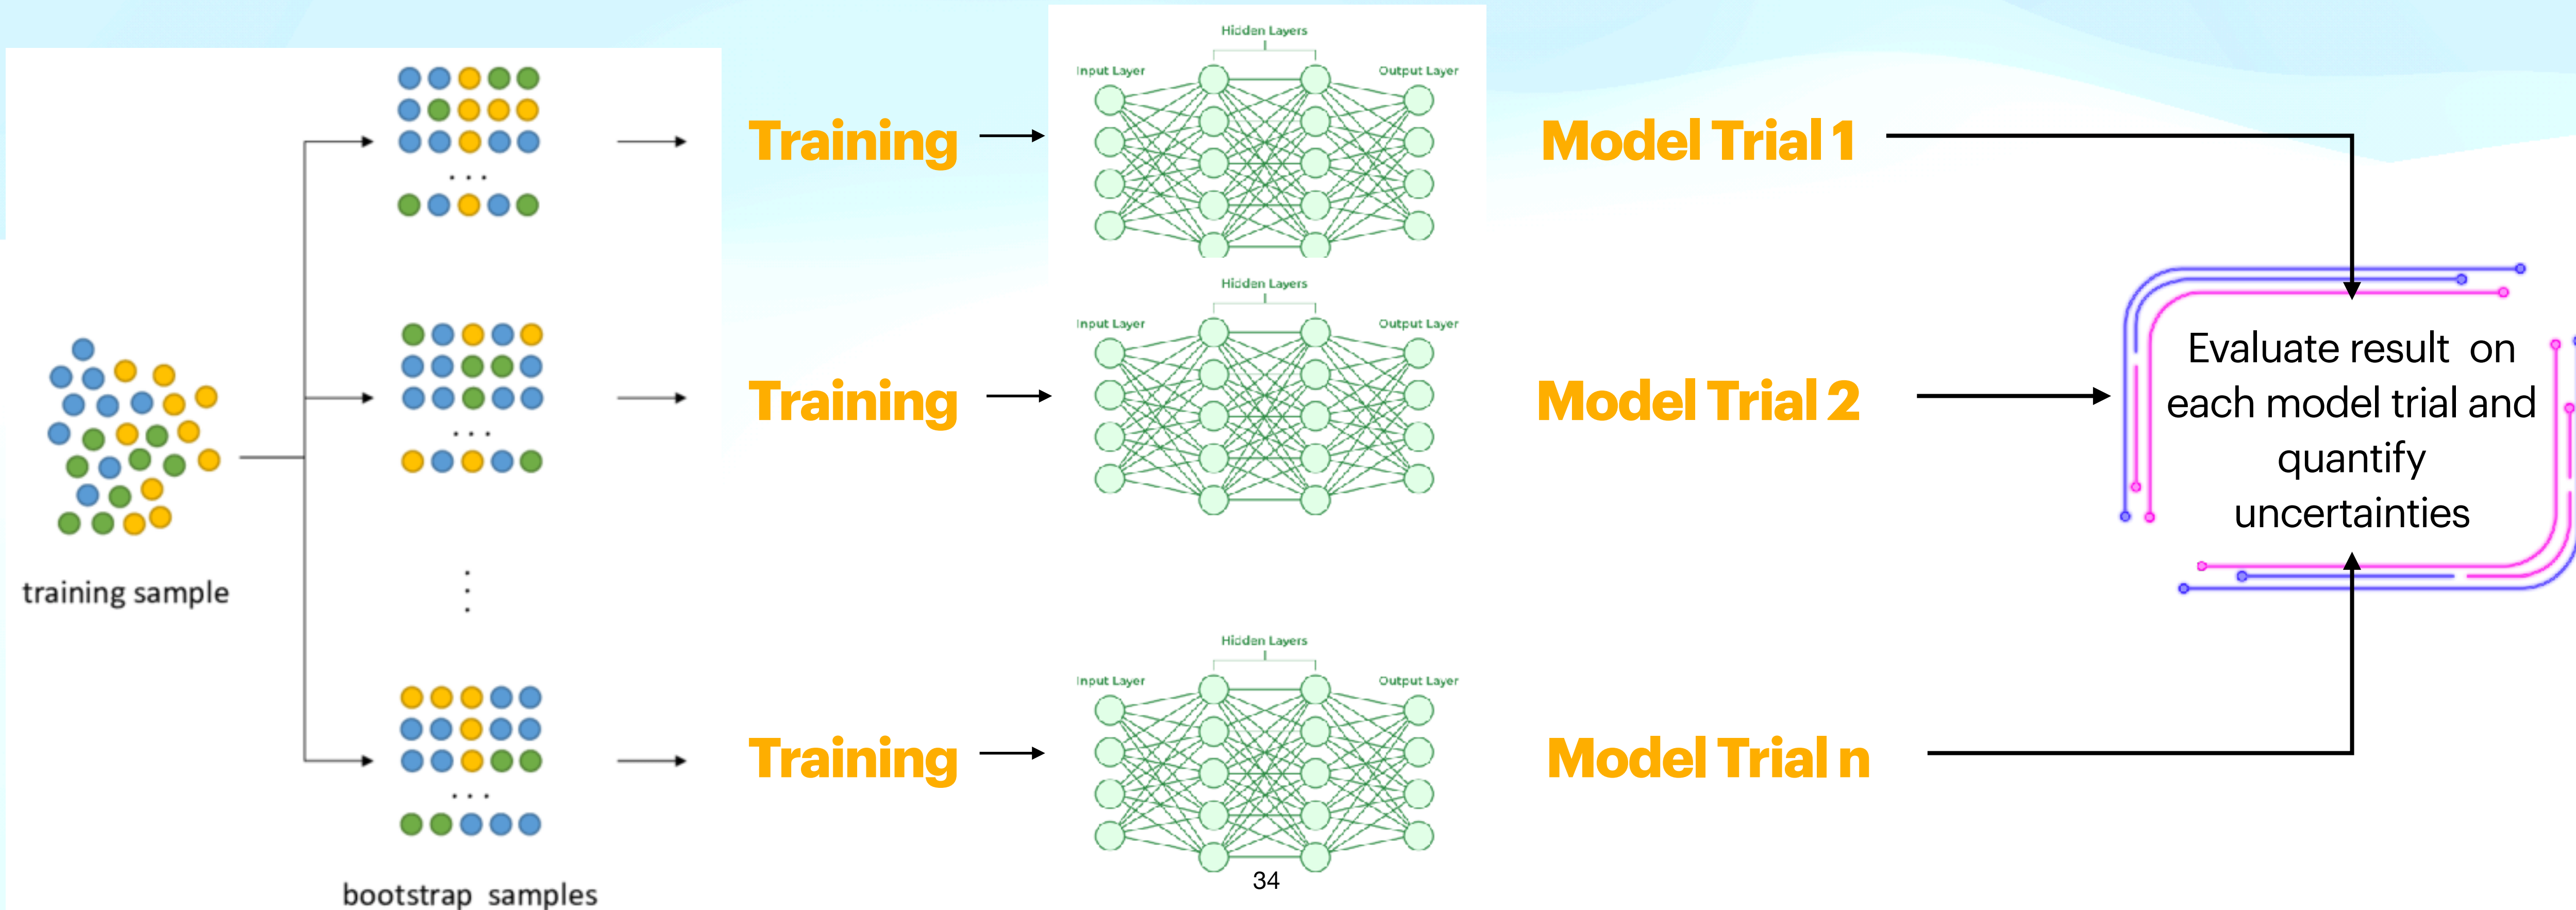 Hidden Layers
Input Layer
Output Layer
Training
Model Trial 1
Hidden Layers
Input Layer
Output Layer
Training
Model Trial 2
Evaluate result on
each model trial and
quantify
uncertainties
training sample
Hidden Layers
Input Layer
Output Layer
Training
Model Trial n
bootstrap samples
34